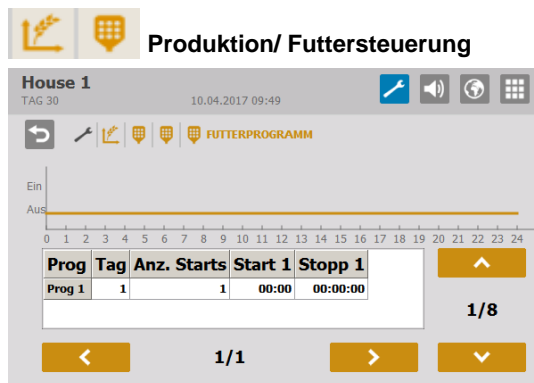 Produktion/ Futtersteuerung
House 1
TAG 30 10.04.2017 09:49
FUTTERPROGRAMM
Ein
Aus
0 1 2 3 4 5 6 7 8 9 10 11 12 13 14 15 16 17 18 19 20 21 22 23 24
Prog Tag Anz. Starts Start 1 Stopp 1
Prog 1 1 1 00:00 00:00:00
1/8
1/1